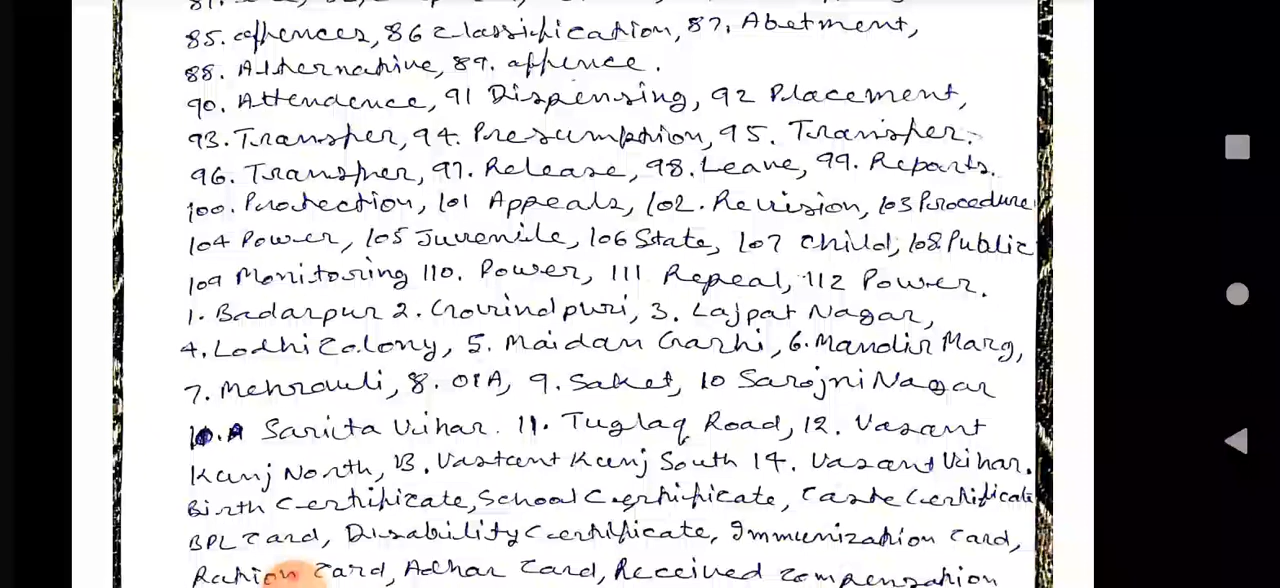 85. offences, 86 Classification, 87. Abetment,
88. Alternative, 89. offence.
90. Attendence, 91 Dispensing, 92 Placement,
93. Transfer, 94. Presumption, 95. Transfer.
96. Transfer, 97. Release, 98. Leave, 99. Reports.
100. Protection, 101 Appeals, 102. Revision, 103 Procedure
104 Power, 105 Juvenile, 106 State, 107 Child, 108 Public
109 Monitoring 110. Power, 111 Repeal, 112 Power.
1. Badarpur 2. Govindpuri, 3. Lajpat Nagar,
4. Lodhi Colony, 5. Maidan Garhi, 6. Mandir Marg,
7. Mehrauli, 8. OIA, 9. Saket, 10 Sarojni Nagar
10.A Sarita Vihar. 11. Tuglaq Road, 12. Vasant
Kunj North, 13. Vastant Kunj South 14. Vasant Vihar.
Birth Certificate, School Certificate, Caste Certificate
BPL Card, Disability Certificate, Immunization Card,
Ration Card, Adhar Card, Received Compensation